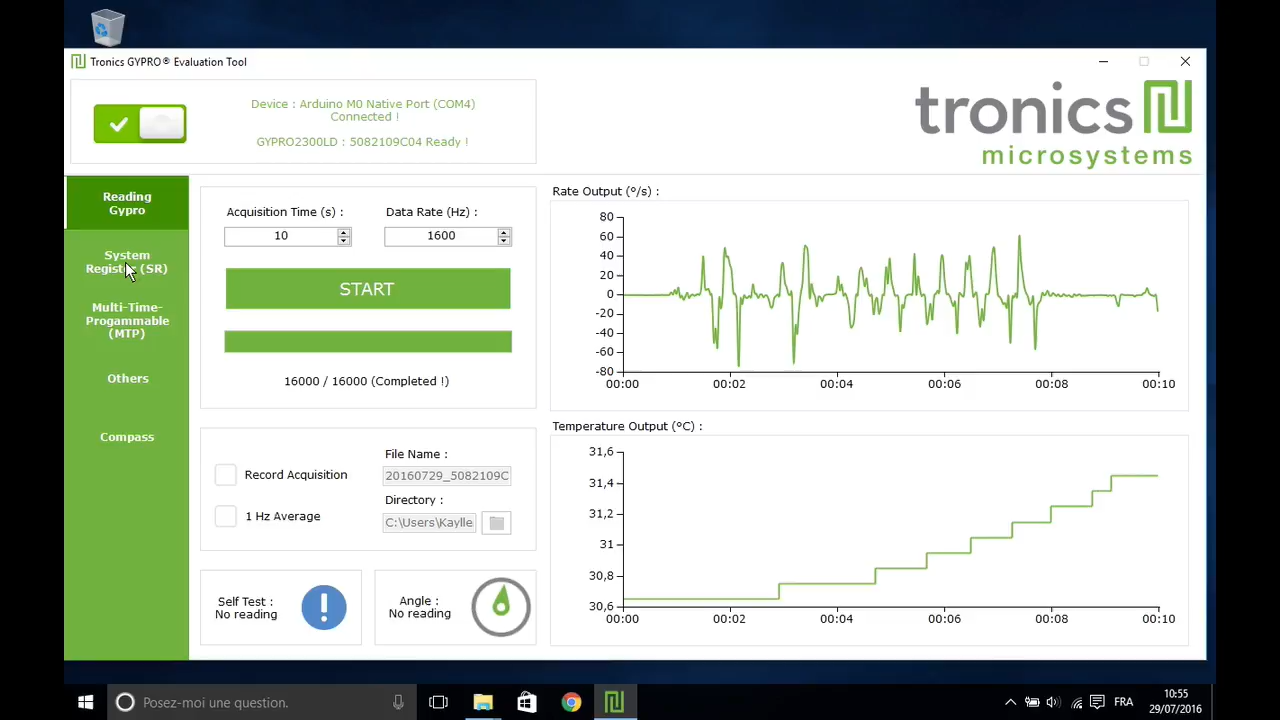 Tronics GYPRO® Evaluation Tool
Device : Arduino M0 Native Port (COM4)
Connected !
GYPRO2300LD : 5082109C04 Ready !
tronics
microsystems
Reading
Gypro
System
Register (SR)
Multi-Time-
Progammable
(MTP)
Others
Compass
Acquisition Time (s) :
Data Rate (Hz) :
10
1600
START
16000 / 16000 (Completed !)
Record Acquisition
1 Hz Average
File Name :
20160729_5082109C
Directory :
C:\Users\Kaylle
Self Test :
No reading
Angle :
No reading
Rate Output (º/s) :
80
60
40
20
0
-20
-40
-60
-80
00:00
00:02
00:04
00:06
00:08
00:10
Temperature Output (ºC) :
31,6
31,4
31,2
31
30,8
30,6
00:00
00:02
00:04
00:06
00:08
00:10
Posez-moi une question.
FRA
10:55
29/07/2016